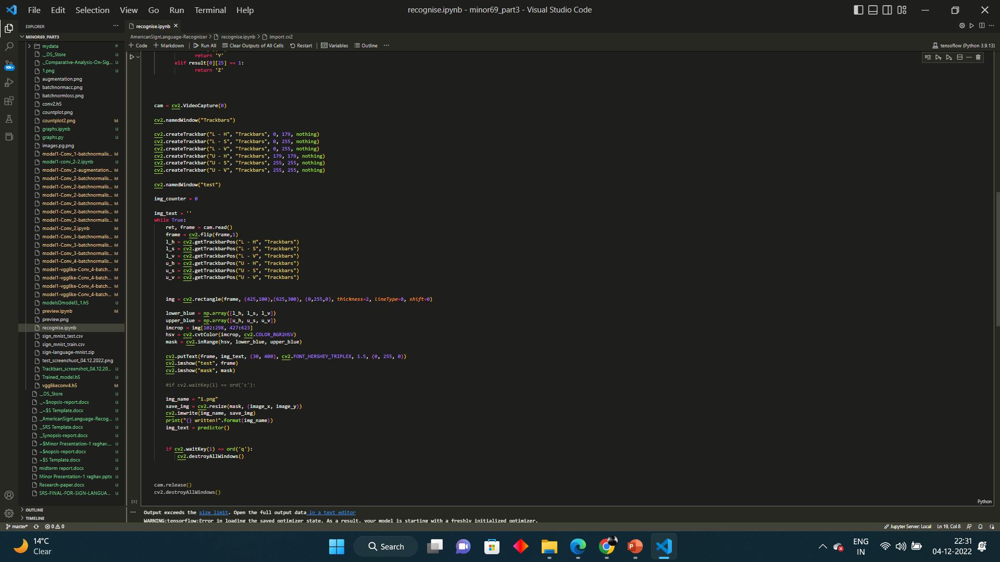 File Edit Selection View Go Run Terminal Help
recognise.ipynb - minor69_part3 - Visual Studio Code
EXPLORER
MINOR69_PART3
mydata
._.DS_Store U
._Comparative-Analysis-On-Sig... U
1.png U
augmentation.png
batchnormacc.png
batchnormloss.png
conv2.h5
countplot.png
countplot2.png M
graphs.ipynb U
graphs.py U
images.pg.png
model1-Conv_1-batchnormalis... M
model1-conv_2-2.ipynb U
model1-Conv_2-augmentation... M
model1-Conv_2-batchnormalis... M
model1-Conv_2-batchnormalis... M
model1-Conv_2-batchnormalis... M
model1-Conv_2-batchnormalis... M
model1-Conv_2-batchnormalis... M
model1-Conv_2-batchnormalis... M
model1-Conv_2.ipynb M
model1-Conv_3-batchnormalis... M
model1-Conv_3-batchnormalis... M
model1-Conv_3-batchnormalis... M
model1-Conv_4-batchnormalis... M
model1-vgglike-Conv_4-batch... M
model1-vgglike-Conv_4-batch... M
model1-vgglike-Conv_4-batch... M
model1-vgglike-Conv_4-batch... M
modelsmodel3_1.h5 U
preview.ipynb M
preview.png
recognise.ipynb
sign_mnist_test.csv
sign_mnist_train.csv
sign-language-mnist.zip
test_screenshuot_04.12.2022.png
Trackbars_screenshot_04.12.20... U
Trained_model.h5 U
vgglikeconv4.h5 M
._.DS_Store U
._~$nopsis-report.docx U
._~$S Template.docx U
._AmericanSignLanguage-Recog... U
._SRS Template.docx U
._Synopsis-report.docx U
~$Minor Presentation-1 raghav.... U
~$nopsis-report.docx U
~$S Template.docx U
midterm report.docx U
Minor Presentation-1 raghav.pptx U
Research-paper.docx U
SRS-FINAL-FOR-SIGN-LANGUA... U
OUTLINE
TIMELINE
10K+
recognise.ipynb
AmericanSignLanguage-Recognizer > recognise.ipynb > import cv2
+ Code + Markdown Run All Clear Outputs of All Cells Restart Variables Outline ...
tensoflow (Python 3.9.13)
return 'Y'
elif result[0][25] == 1:
return 'Z'
cam = cv2.VideoCapture(0)
cv2.namedWindow("Trackbars")
cv2.createTrackbar("L - H", "Trackbars", 0, 179, nothing)
cv2.createTrackbar("L - S", "Trackbars", 0, 255, nothing)
cv2.createTrackbar("L - V", "Trackbars", 0, 255, nothing)
cv2.createTrackbar("U - H", "Trackbars", 179, 179, nothing)
cv2.createTrackbar("U - S", "Trackbars", 255, 255, nothing)
cv2.createTrackbar("U - V", "Trackbars", 255, 255, nothing)
cv2.namedWindow("test")
img_counter = 0
img_text = ''
while True:
ret, frame = cam.read()
frame = cv2.flip(frame,1)
l_h = cv2.getTrackbarPos("L - H", "Trackbars")
l_s = cv2.getTrackbarPos("L - S", "Trackbars")
l_v = cv2.getTrackbarPos("L - V", "Trackbars")
u_h = cv2.getTrackbarPos("U - H", "Trackbars")
u_s = cv2.getTrackbarPos("U - S", "Trackbars")
u_v = cv2.getTrackbarPos("U - V", "Trackbars")
img = cv2.rectangle(frame, (425,100),(625,300), (0,255,0), thickness=2, lineType=8, shift=0)
lower_blue = np.array([l_h, l_s, l_v])
upper_blue = np.array([u_h, u_s, u_v])
imcrop = img[102:298, 427:623]
hsv = cv2.cvtColor(imcrop, cv2.COLOR_BGR2HSV)
mask = cv2.inRange(hsv, lower_blue, upper_blue)
cv2.putText(frame, img_text, (30, 400), cv2.FONT_HERSHEY_TRIPLEX, 1.5, (0, 255, 0))
cv2.imshow("test", frame)
cv2.imshow("mask", mask)
#if cv2.waitKey(1) == ord('c'):
img_name = "1.png"
save_img = cv2.resize(mask, (image_x, image_y))
cv2.imwrite(img_name, save_img)
print("{} written!".format(img_name))
img_text = predictor()
if cv2.waitKey(1) == ord('q'):
cv2.destroyAllWindows()
cam.release()
cv2.destroyAllWindows()
[1]
Python
Output exceeds the size limit. Open the full output data in a text editor
WARNING:tensorflow:Error in loading the saved optimizer state. As a result, your model is starting with a freshly initialized optimizer.
master* 0 0
Jupyter Server: Local Ln 19, Col 8
14°C
Clear
Search
ENG
IN
22:31
04-12-2022